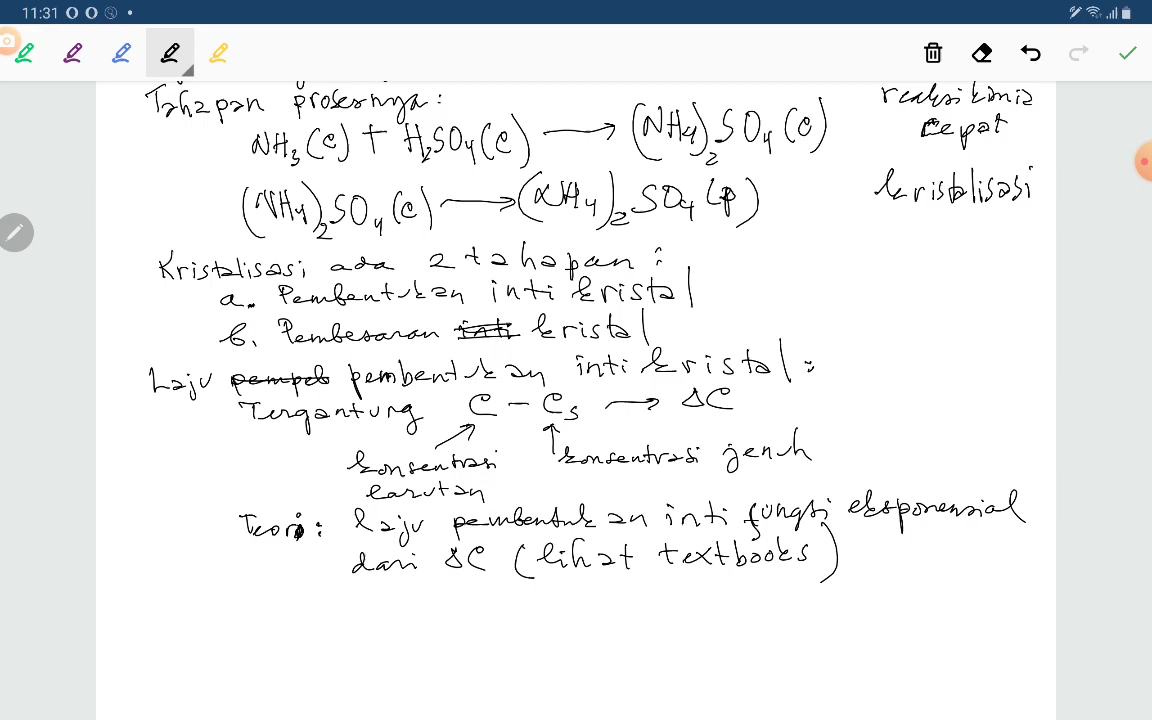 11:31
Tahapan prosesnya:
NH3(c) + H2SO4(c) → (NH4)2SO4(c) reaksi kimia cepat
(NH4)2SO4(c) → (NH4)2SO4(p) kristalisasi
Kristalisasi ada 2 tahapan:
a. Pembentukan inti kristal
b. Pembesaran inti kristal
Laju pembentukan inti kristal:
Tergantung C - Cs → ΔC
konsentrasi larutan
konsentrasi jenuh
Teori: laju pembentukan inti fungsi eksponensial
dari ΔC (lihat textbooks)